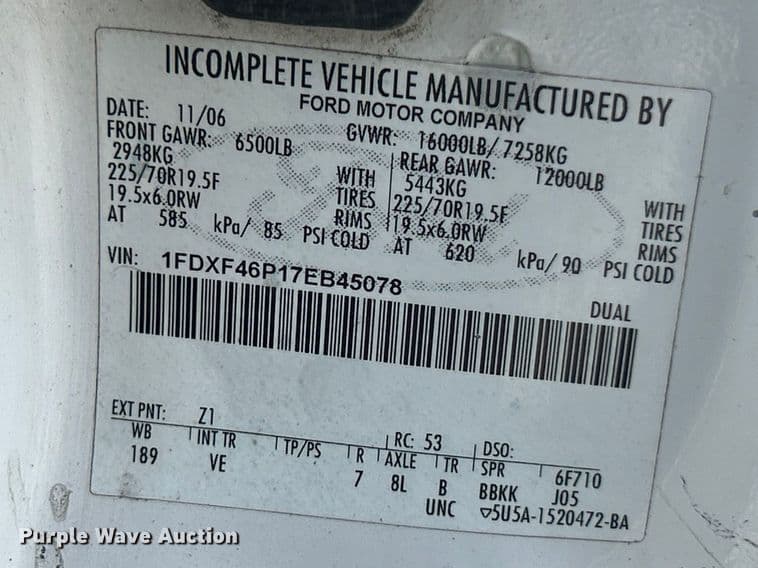 INCOMPLETE VEHICLE MANUFACTURED BY
FORD MOTOR COMPANY
DATE: 11/06 GVWR: 16000LB/ 7258KG
FRONT GAWR: 6500LB REAR GAWR: 12000LB
2948KG WITH 5443KG WITH
225/70R19.5F TIRES 225/70R19.5F TIRES
19.5x6.0RW RIMS 19.5x6.0RW RIMS
AT 585 kPa/ 85 PSI COLD AT 620 kPa/ 90 PSI COLD
VIN: 1FDXF46P17EB45078
DUAL
EXT PNT: Z1 RC: 53 DSO:
WB INT TR TP/PS R AXLE TR SPR 6F710
189 VE 7 8L B BBKK J05
UNC 5U5A-1520472-BA
Purple Wave Auction